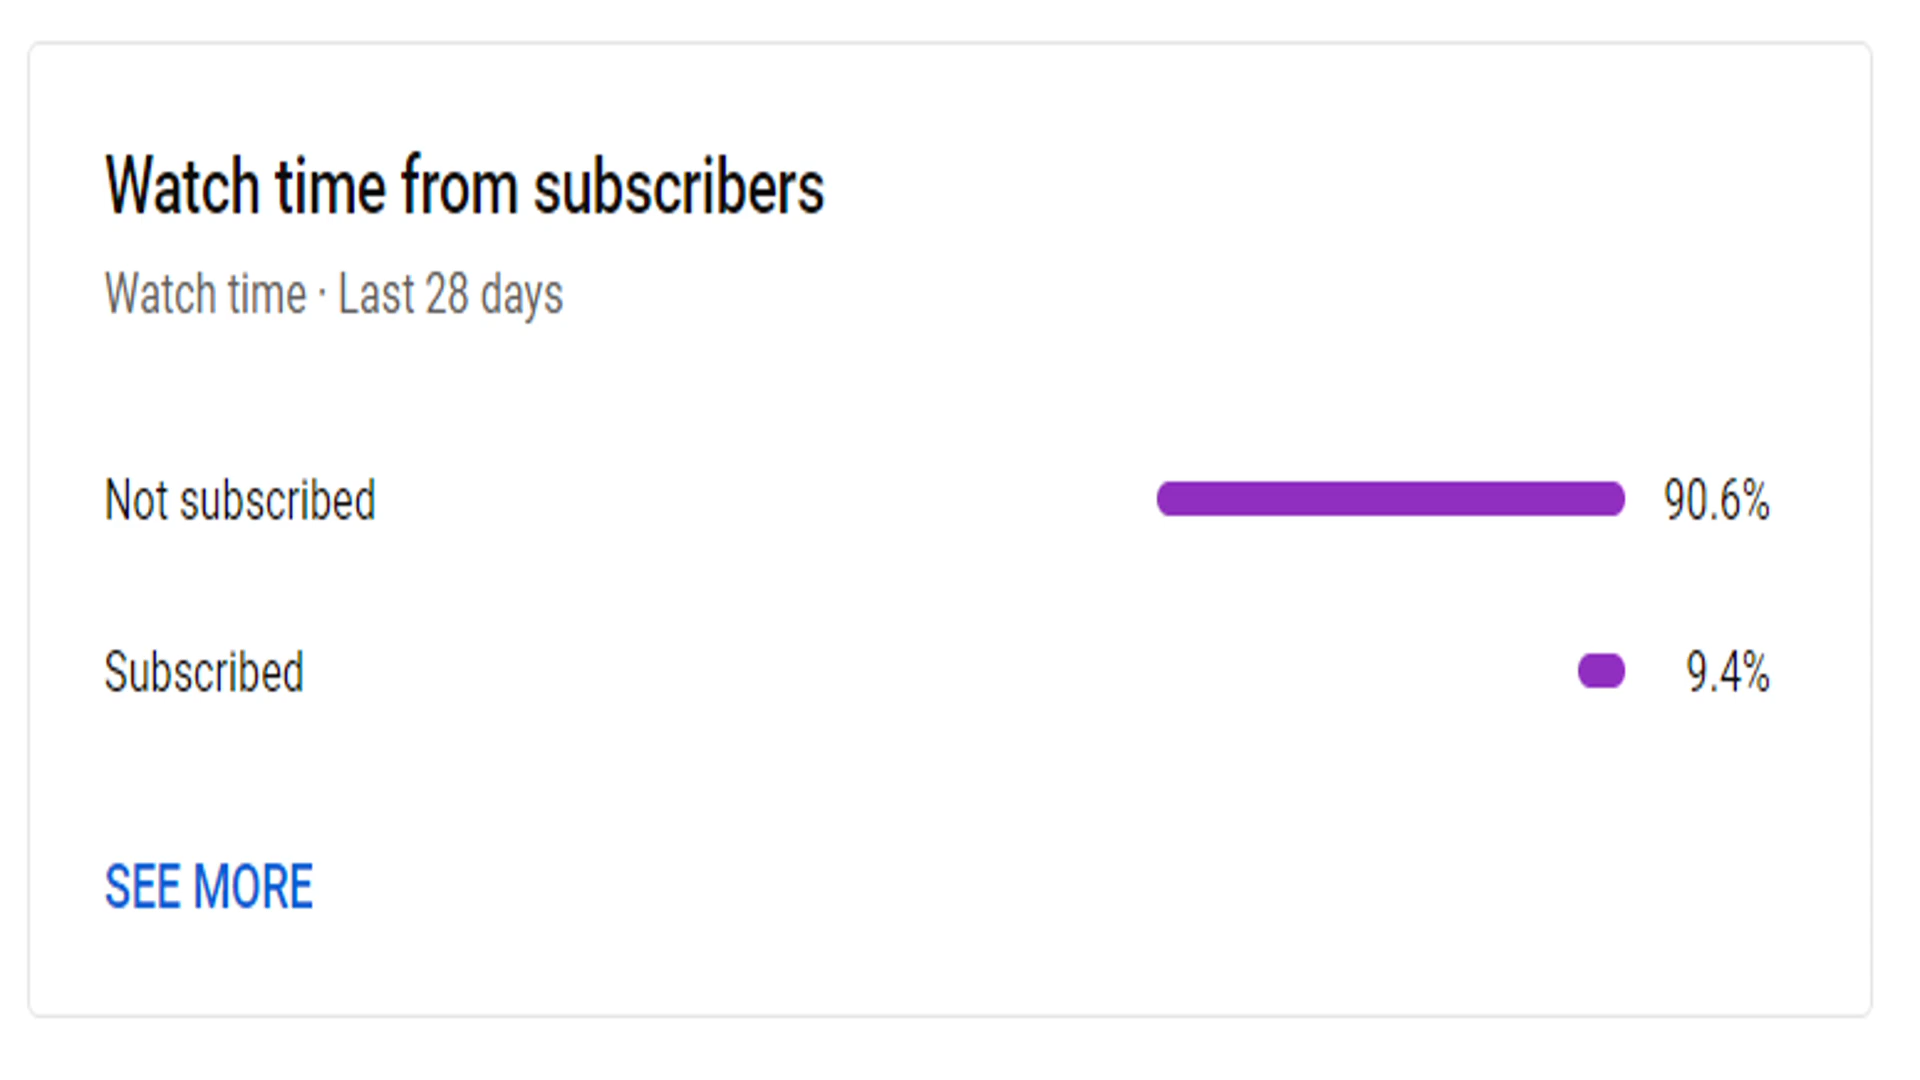 Watch time from subscribers
Watch time · Last 28 days
Not subscribed 90.6%
Subscribed 9.4%
SEE MORE